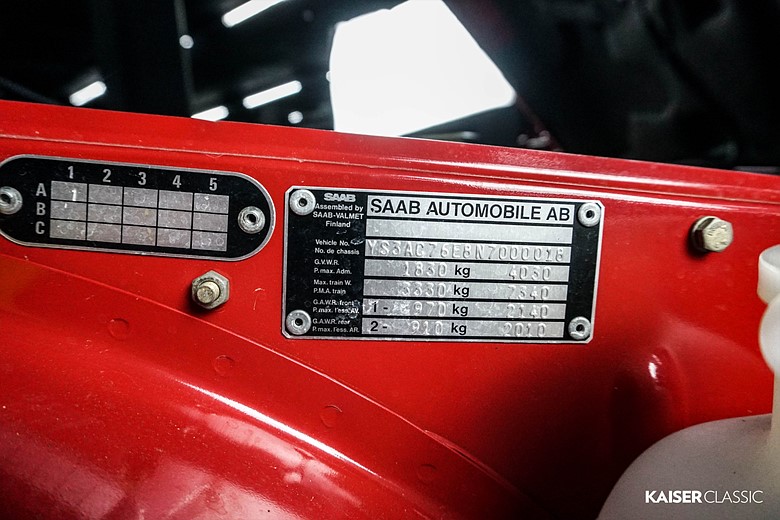 1 2 3 4 5
A 1
B
C
SAAB
Assembled by
SAAB-VALMET
Finland
SAAB AUTOMOBILE AB
Vehicle No.
No. de chassis
YS3AC76E8N7000018
G.V.W.R.
P. max. Adm.
1830 kg 4030
Max. train W.
P.M.A. train
3330 kg 7340
G.A.W.R. front
P.max. l'ess. AV.
1- 970 kg 2140
G.A.W.R. rear
P.max. l'ess. AR.
2- 910 kg 2010
KAISER CLASSIC